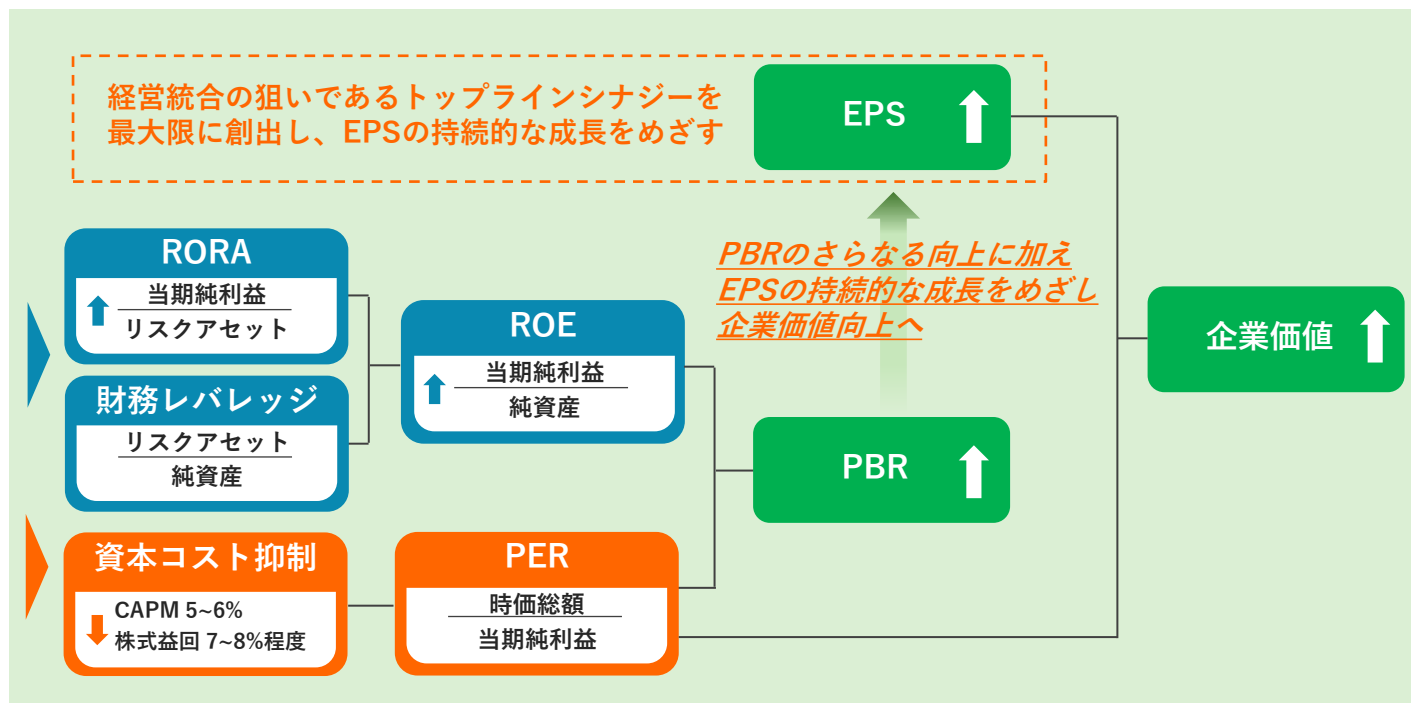 経営統合の狙いであるトップラインシナジーを
最大限に創出し、EPSの持続的な成長をめざす
EPS
RORA
当期純利益
リスクアセット
財務レバレッジ
リスクアセット
純資産
ROE
当期純利益
純資産
PBRのさらなる向上に加え
EPSの持続的な成長をめざし
企業価値向上へ
企業価値
PBR
資本コスト抑制
CAPM 5~6%
株式益回 7~8%程度
PER
時価総額
当期純利益